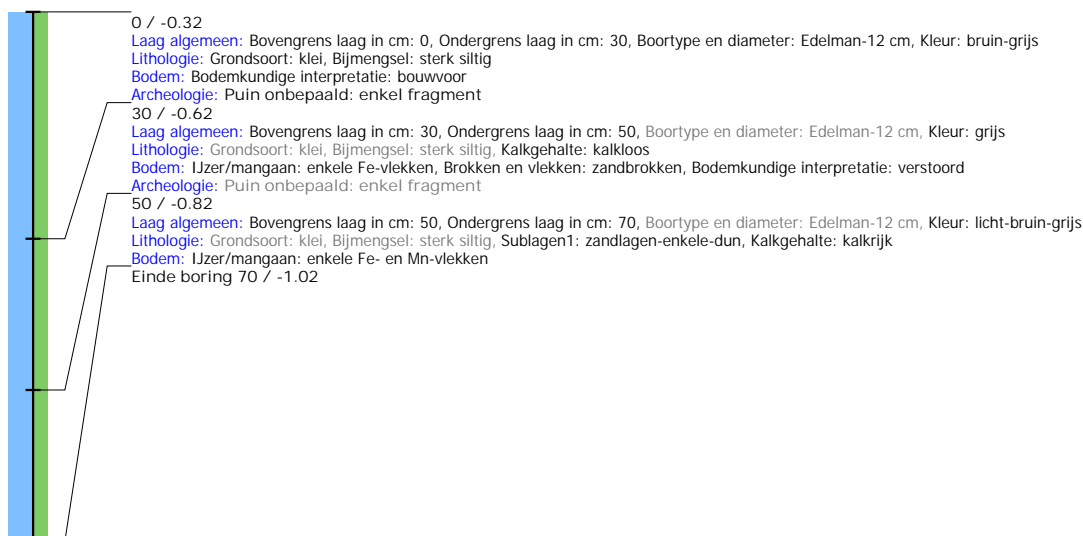 0 / -0.32
Laag algemeen: Bovengrens laag in cm: 0, Ondergrens laag in cm: 30, Boortype en diameter: Edelman-12 cm, Kleur: bruin-grijs
Lithologie: Grondsoort: klei, Bijmengsel: sterk siltig
Bodem: Bodemkundige interpretatie: bouwvoor
Archeologie: Puin onbepaald: enkel fragment
30 / -0.62
Laag algemeen: Bovengrens laag in cm: 30, Ondergrens laag in cm: 50, Boortype en diameter: Edelman-12 cm, Kleur: grijs
Lithologie: Grondsoort: klei, Bijmengsel: sterk siltig, Kalkgehalte: kalkloos
Bodem: IJzer/mangaan: enkele Fe-vlekken, Brokken en vlekken: zandbrokken, Bodemkundige interpretatie: verstoord
Archeologie: Puin onbepaald: enkel fragment
50 / -0.82
Laag algemeen: Bovengrens laag in cm: 50, Ondergrens laag in cm: 70, Boortype en diameter: Edelman-12 cm, Kleur: licht-bruin-grijs
Lithologie: Grondsoort: klei, Bijmengsel: sterk siltig, Sublagen1: zandlagen-enkele-dun, Kalkgehalte: kalkrijk
Bodem: IJzer/mangaan: enkele Fe- en Mn-vlekken
Einde boring 70 / -1.02